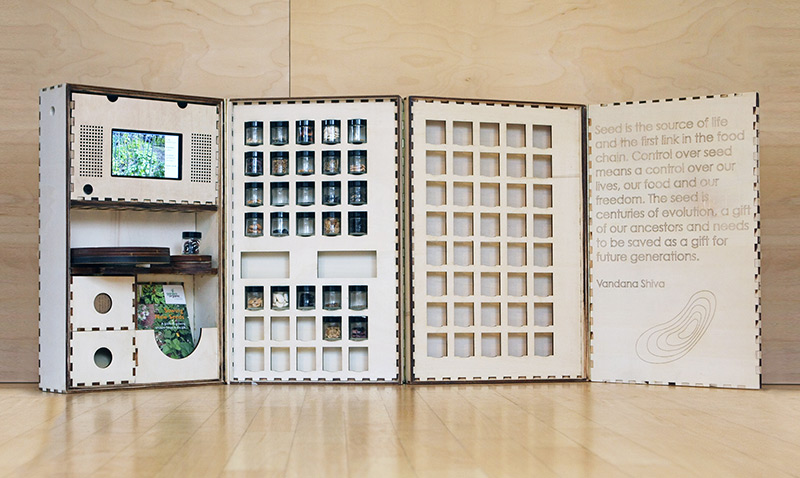 Seed is the source of life
and the first link in the food
chain. Control over seed
means a control over our
lives, our food and our
freedom. The seed is
centuries of evolution, a gift
of our ancestors and needs
to be saved as a gift for
future generations.
Vandana Shiva